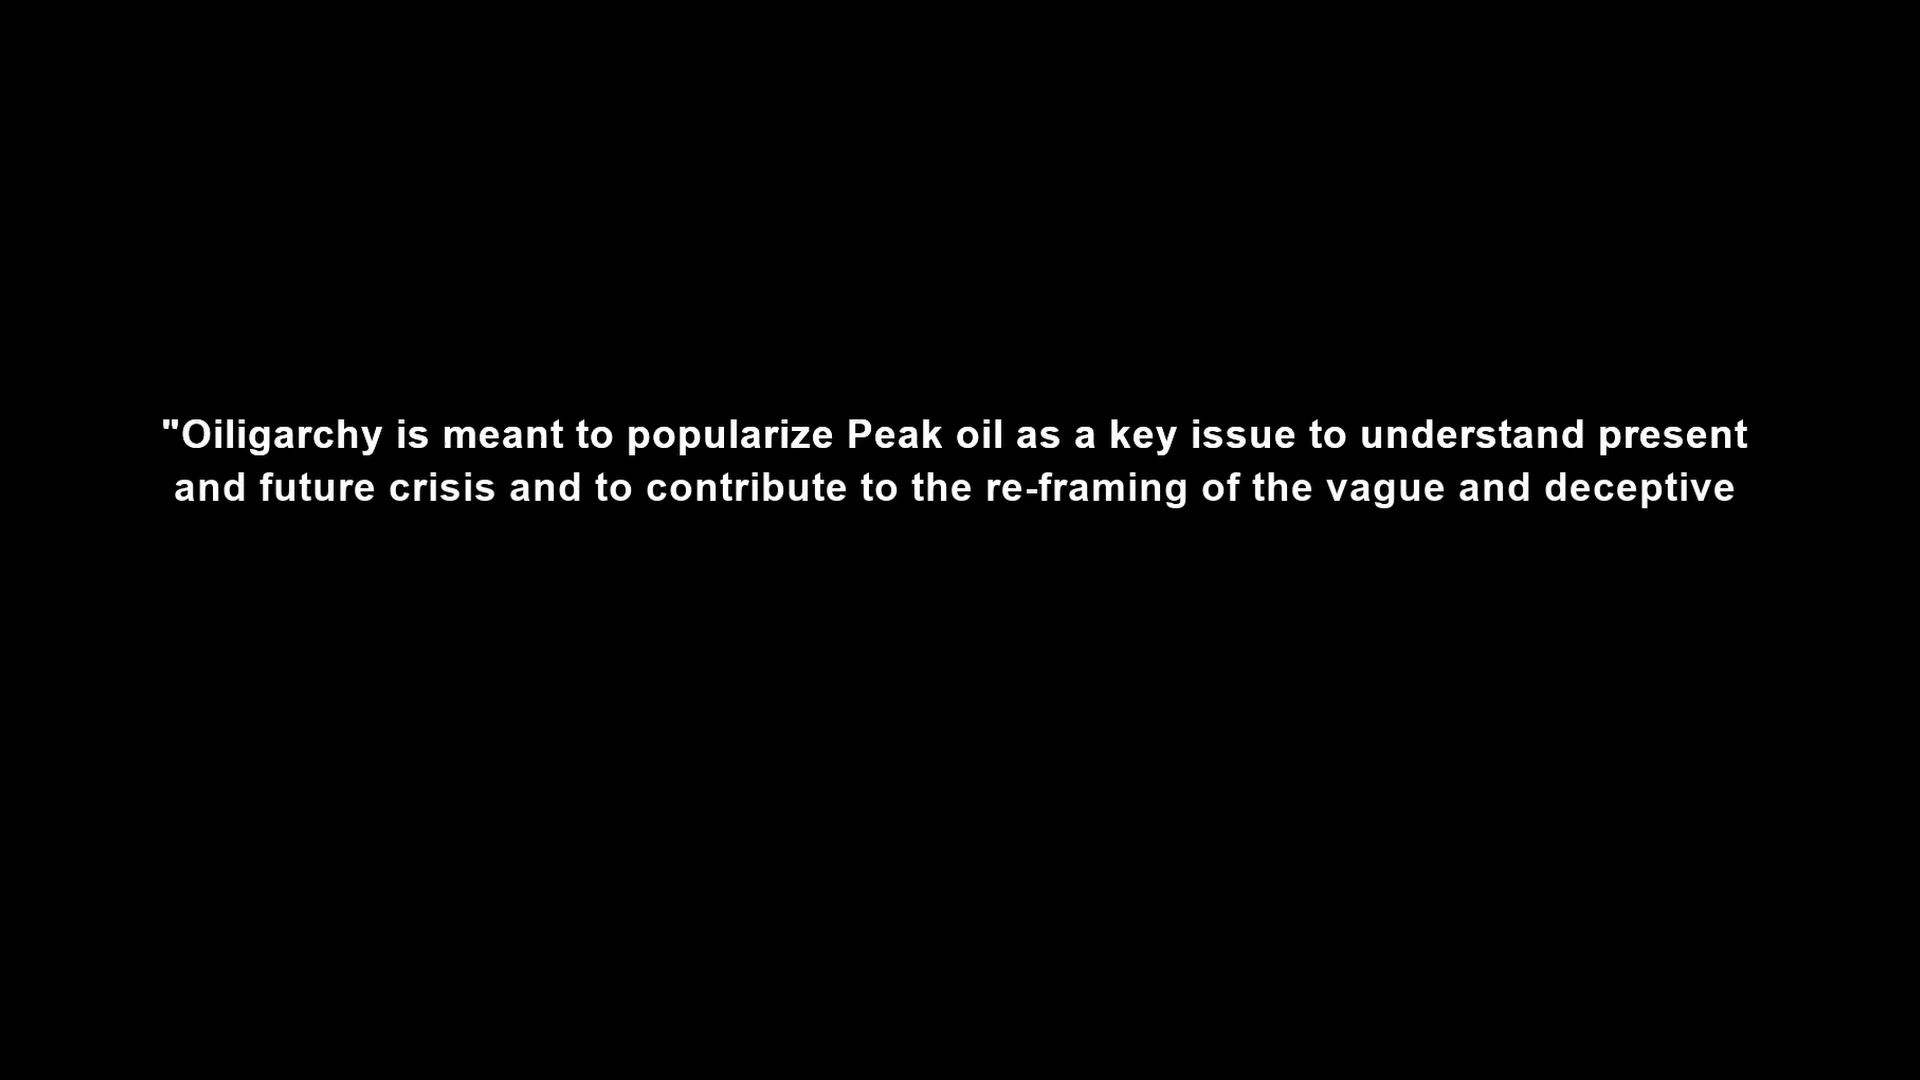 "Oiligarchy is meant to popularize Peak oil as a key issue to understand present
and future crisis and to contribute to the re-framing of the vague and deceptive